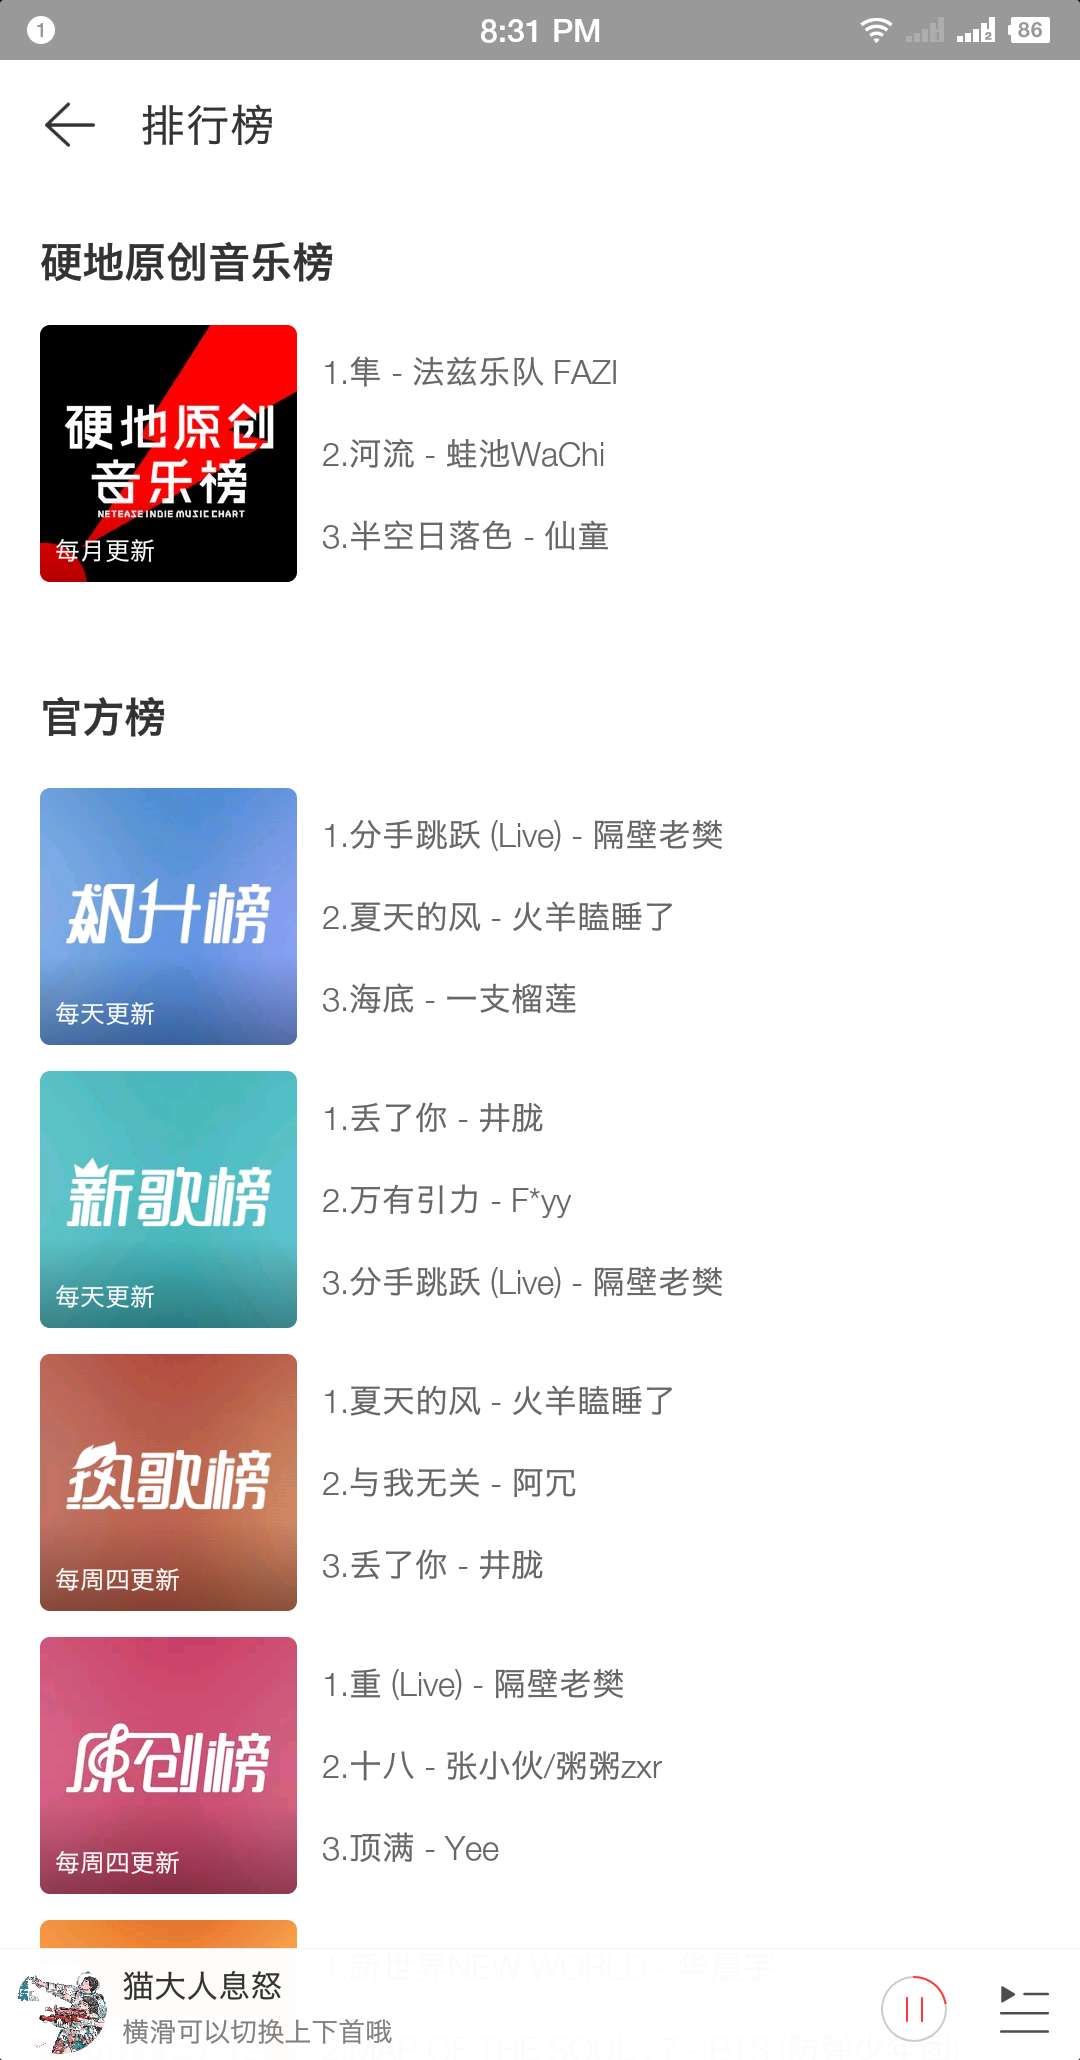 1
8:31 PM
1
2
86
排行榜
硬地原创音乐榜
硬地原创
音乐榜
NETEASE INDIE MUSIC CHART
每月更新
1.隼 - 法兹乐队 FAZI
2.河流 - 蛙池WaChi
3.半空日落色 - 仙童
官方榜
飙升榜
每天更新
1.分手跳跃 (Live) - 隔壁老樊
2.夏天的风 - 火羊瞌睡了
3.海底 - 一支榴莲
新歌榜
每天更新
1.丢了你 - 井胧
2.万有引力 - F*yy
3.分手跳跃 (Live) - 隔壁老樊
热歌榜
每周四更新
1.夏天的风 - 火羊瞌睡了
2.与我无关 - 阿冗
3.丢了你 - 井胧
原创榜
每周四更新
1.重 (Live) - 隔壁老樊
2.十八 - 张小伙/粥粥zxr
3.顶满 - Yee
猫大人息怒
横滑可以切换上下首哦